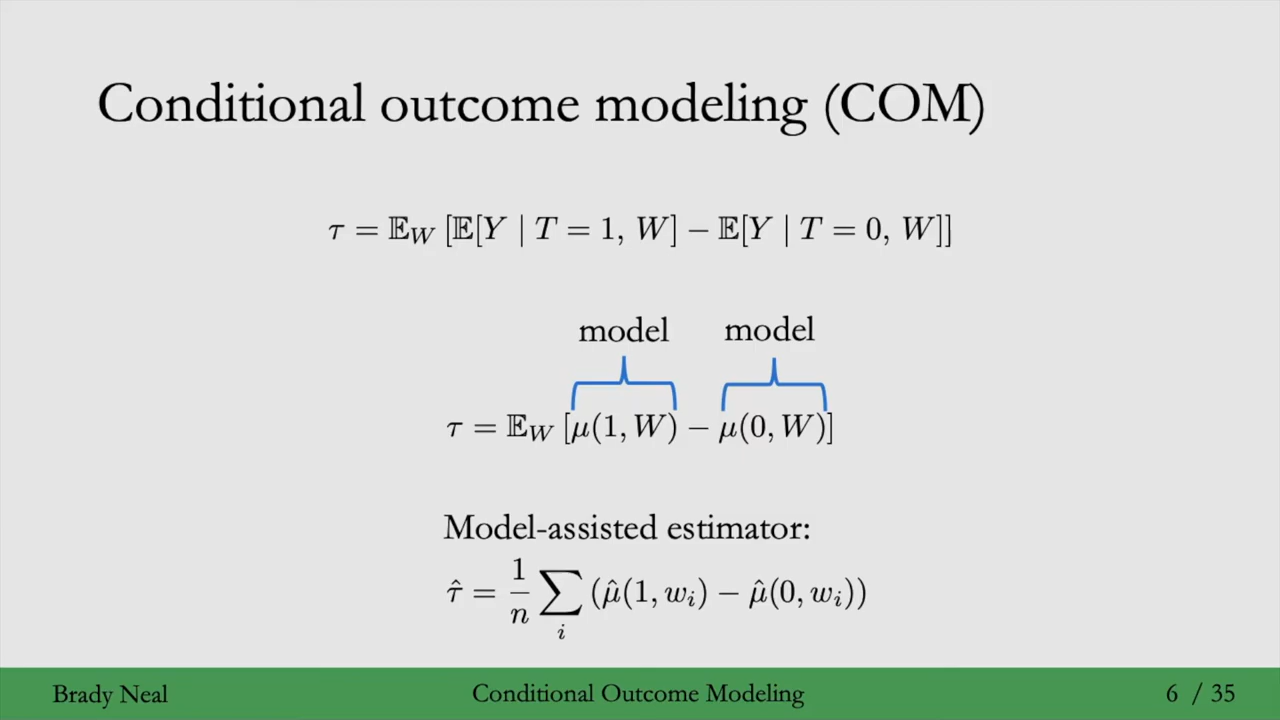 Conditional outcome modeling (COM)
τ = 𝔼_W [𝔼[Y | T = 1, W] − 𝔼[Y | T = 0, W]]
model model
τ = 𝔼_W [μ(1, W) − μ(0, W)]
Model-assisted estimator:
τ̂ = 1/n ∑_i (μ̂(1, w_i) − μ̂(0, w_i))
Brady Neal Conditional Outcome Modeling 6 / 35